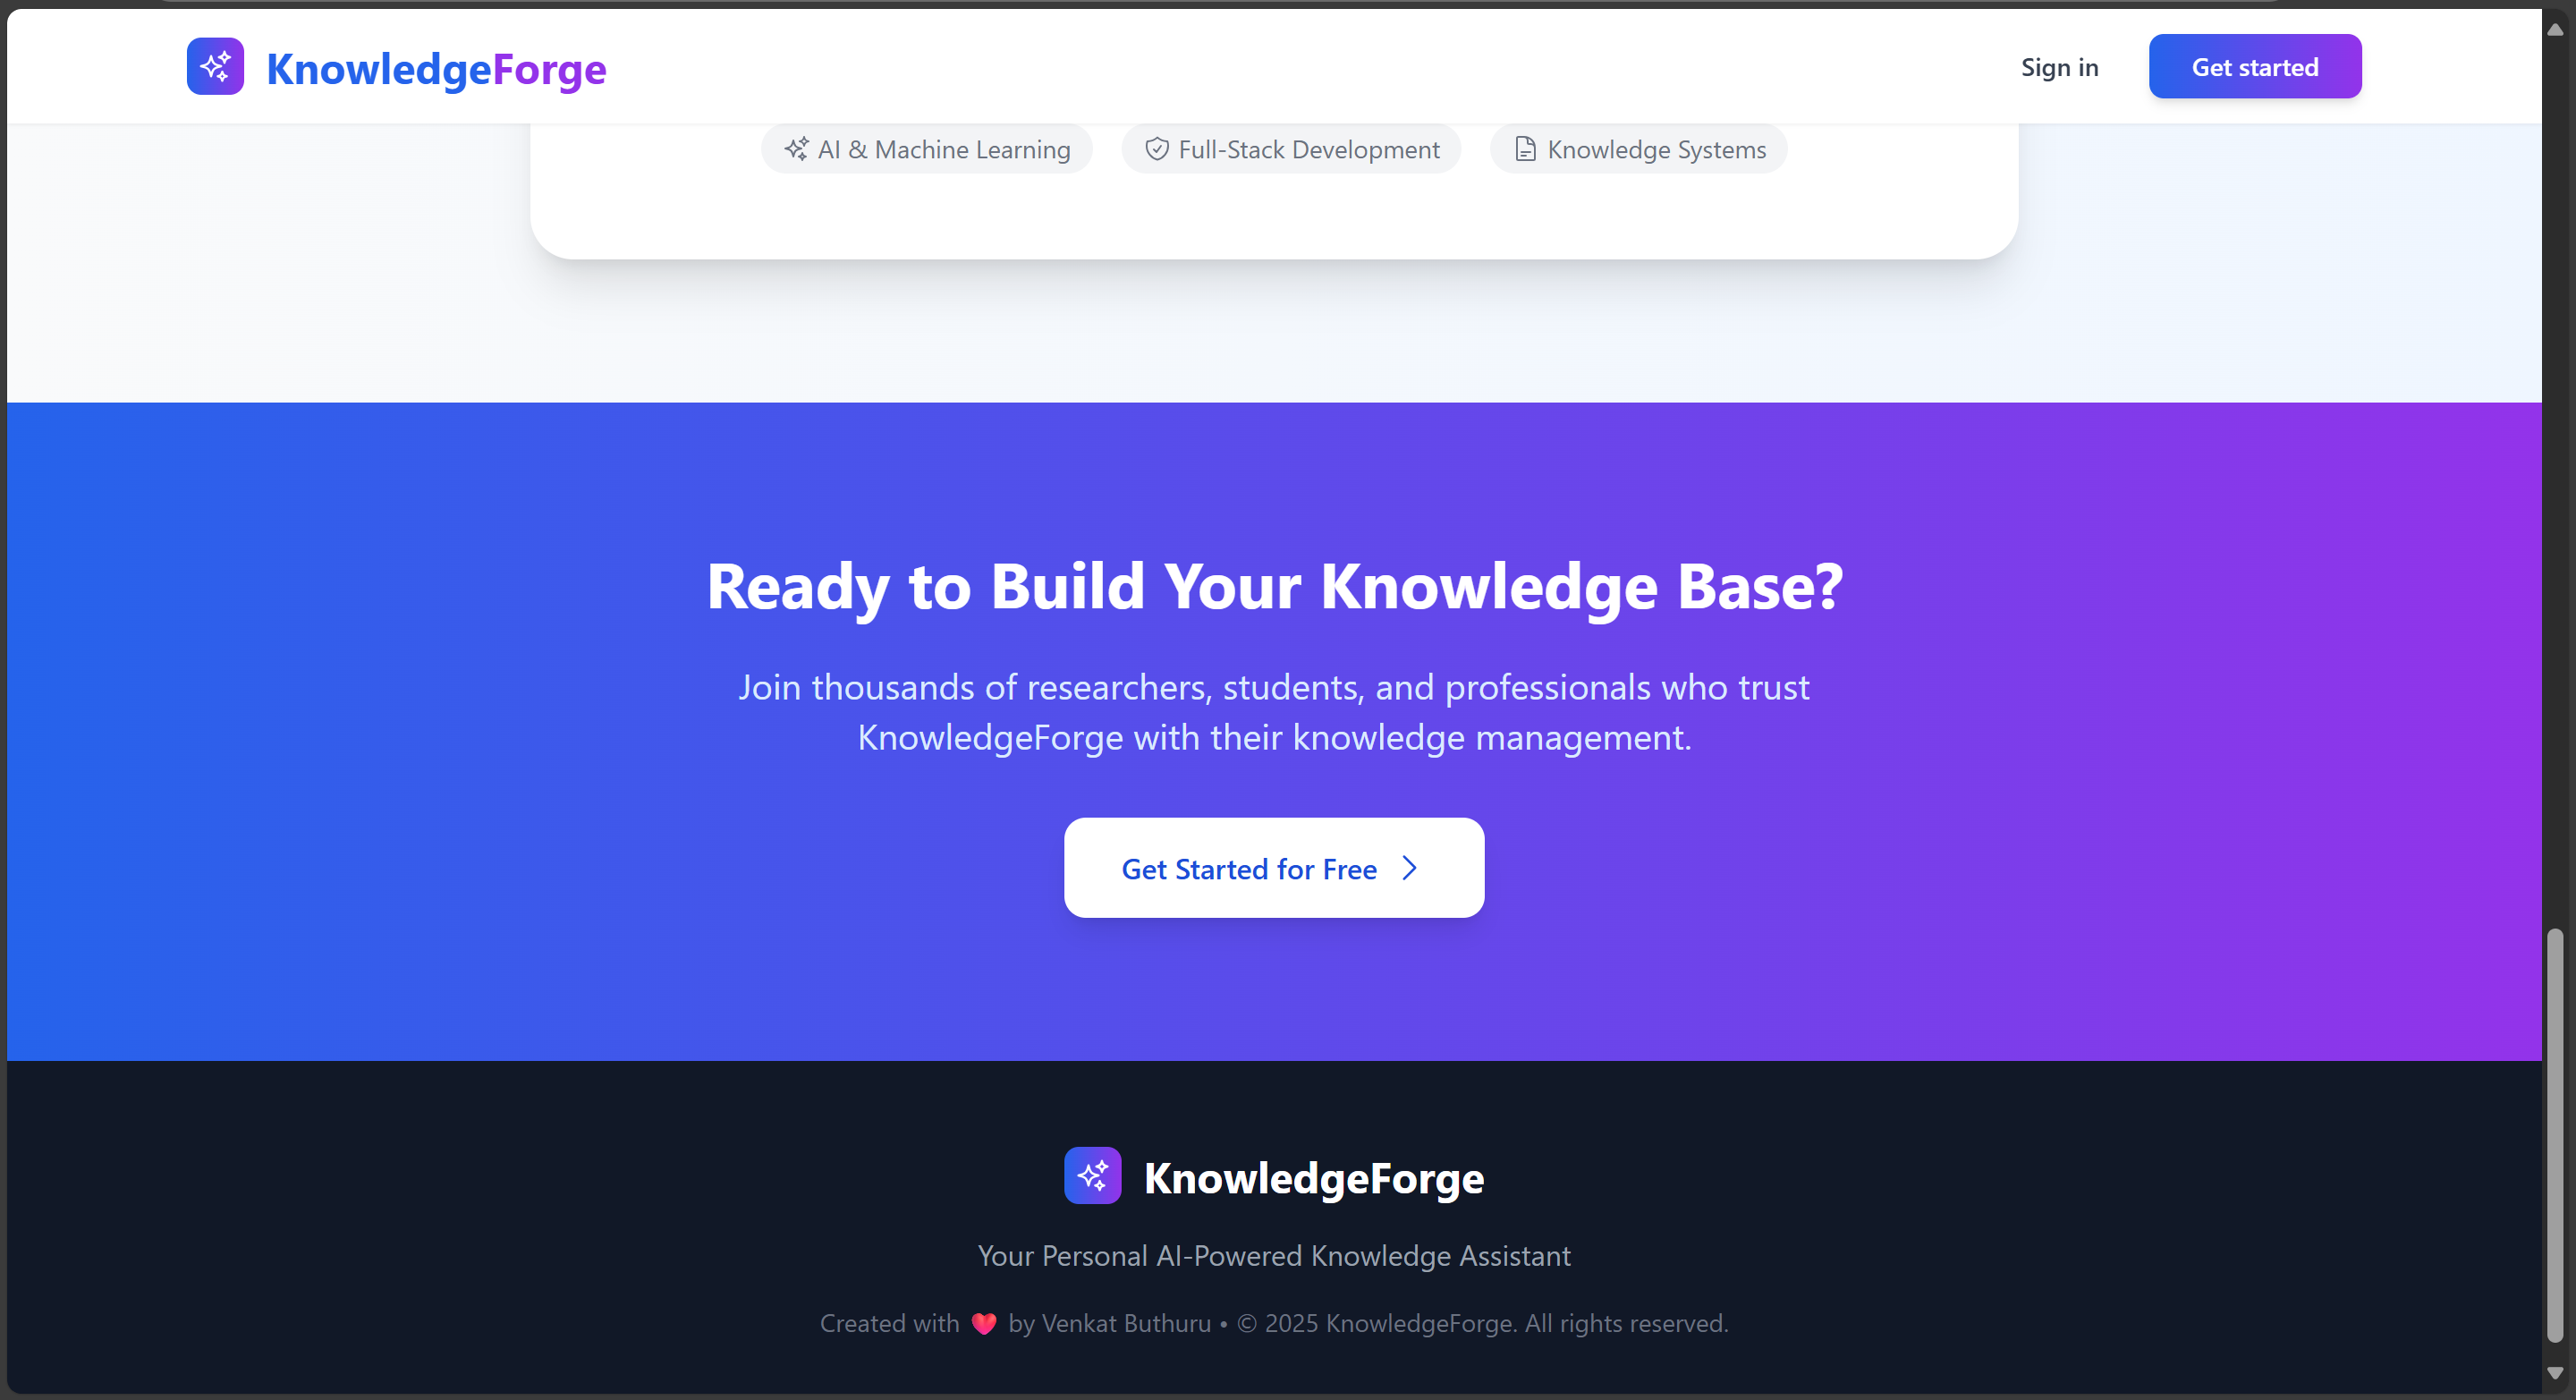 KnowledgeForge
Sign in
Get started
AI & Machine Learning
Full-Stack Development
Knowledge Systems
Ready to Build Your Knowledge Base?
Join thousands of researchers, students, and professionals who trust
KnowledgeForge with their knowledge management.
Get Started for Free
KnowledgeForge
Your Personal AI-Powered Knowledge Assistant
Created with ❤️ by Venkat Buthuru • © 2025 KnowledgeForge. All rights reserved.